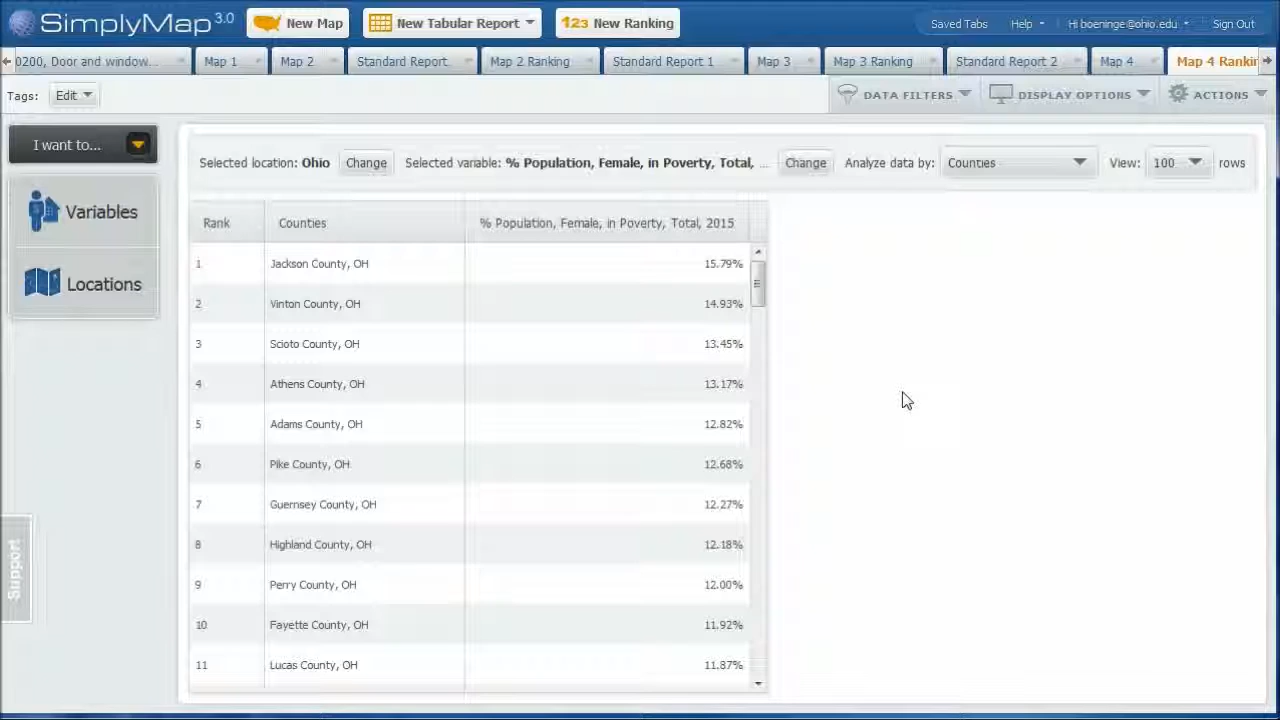 SimplyMap 3.0 New Map New Tabular Report 123 New Ranking Saved Tabs Help Hi boeninge@ohio.edu Sign Out
0200, Door and window... Map 1 Map 2 Standard Report Map 2 Ranking Standard Report 1 Map 3 Map 3 Ranking Standard Report 2 Map 4 Map 4 Rankin
Tags: Edit DATA FILTERS DISPLAY OPTIONS ACTIONS
I want to...
Variables
Locations
Support
Selected location: Ohio Change Selected variable: % Population, Female, in Poverty, Total, ... Change Analyze data by: Counties View: 100 rows
Rank Counties % Population, Female, in Poverty, Total, 2015
1 Jackson County, OH 15.79%
2 Vinton County, OH 14.93%
3 Scioto County, OH 13.45%
4 Athens County, OH 13.17%
5 Adams County, OH 12.82%
6 Pike County, OH 12.68%
7 Guernsey County, OH 12.27%
8 Highland County, OH 12.18%
9 Perry County, OH 12.00%
10 Fayette County, OH 11.92%
11 Lucas County, OH 11.87%